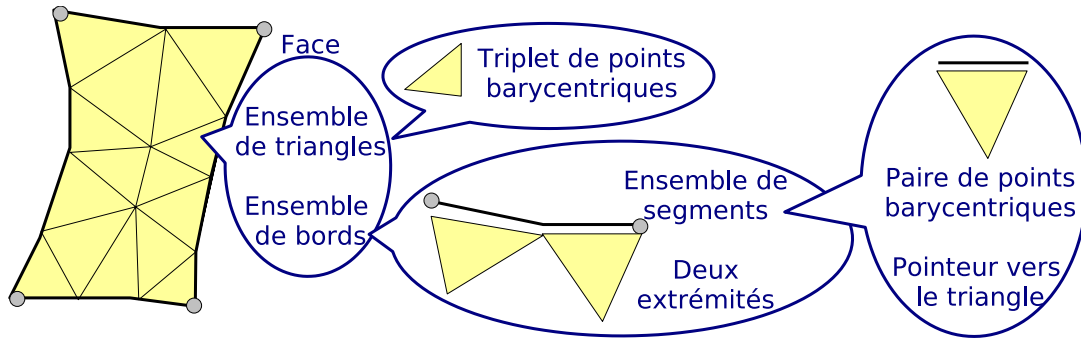 Face
Ensemble
de triangles
Ensemble
de bords
Triplet de points
barycentriques
Ensemble de
segments
Deux
extrémités
Paire de points
barycentriques
Pointeur vers
le triangle